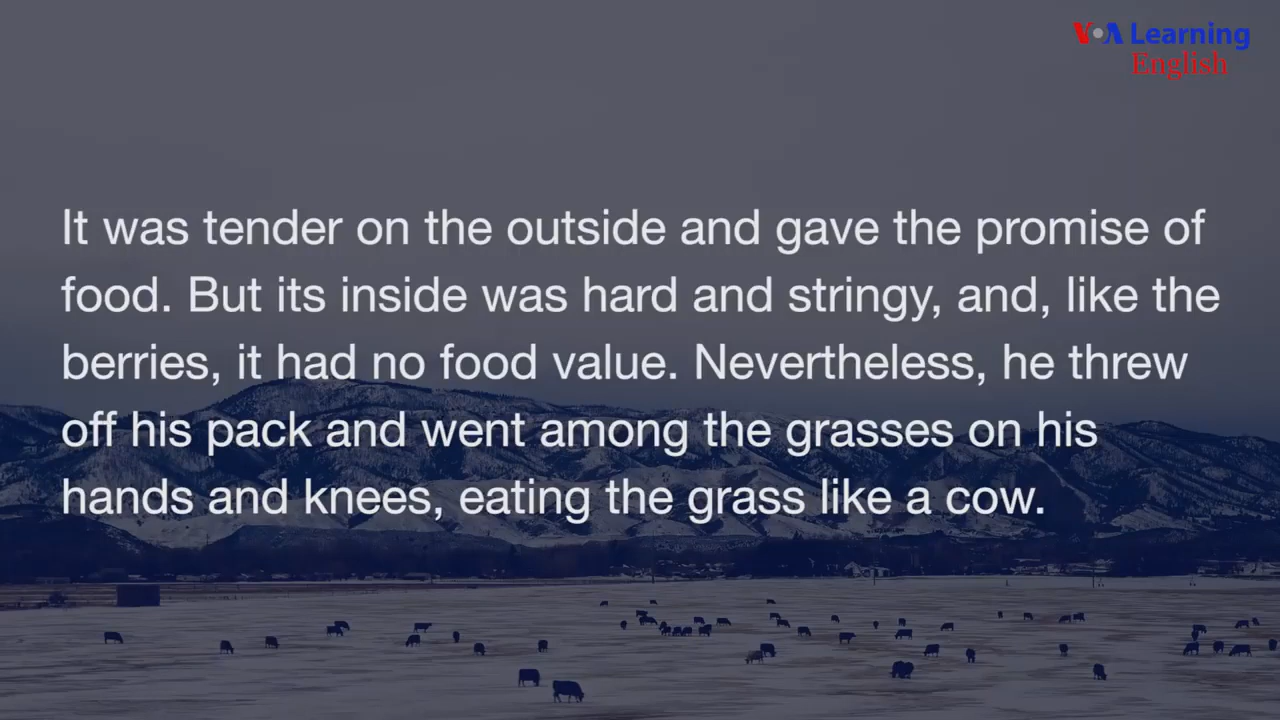 VOA Learning
English
It was tender on the outside and gave the promise of
food. But its inside was hard and stringy, and, like the
berries, it had no food value. Nevertheless, he threw
off his pack and went among the grasses on his
hands and knees, eating the grass like a cow.